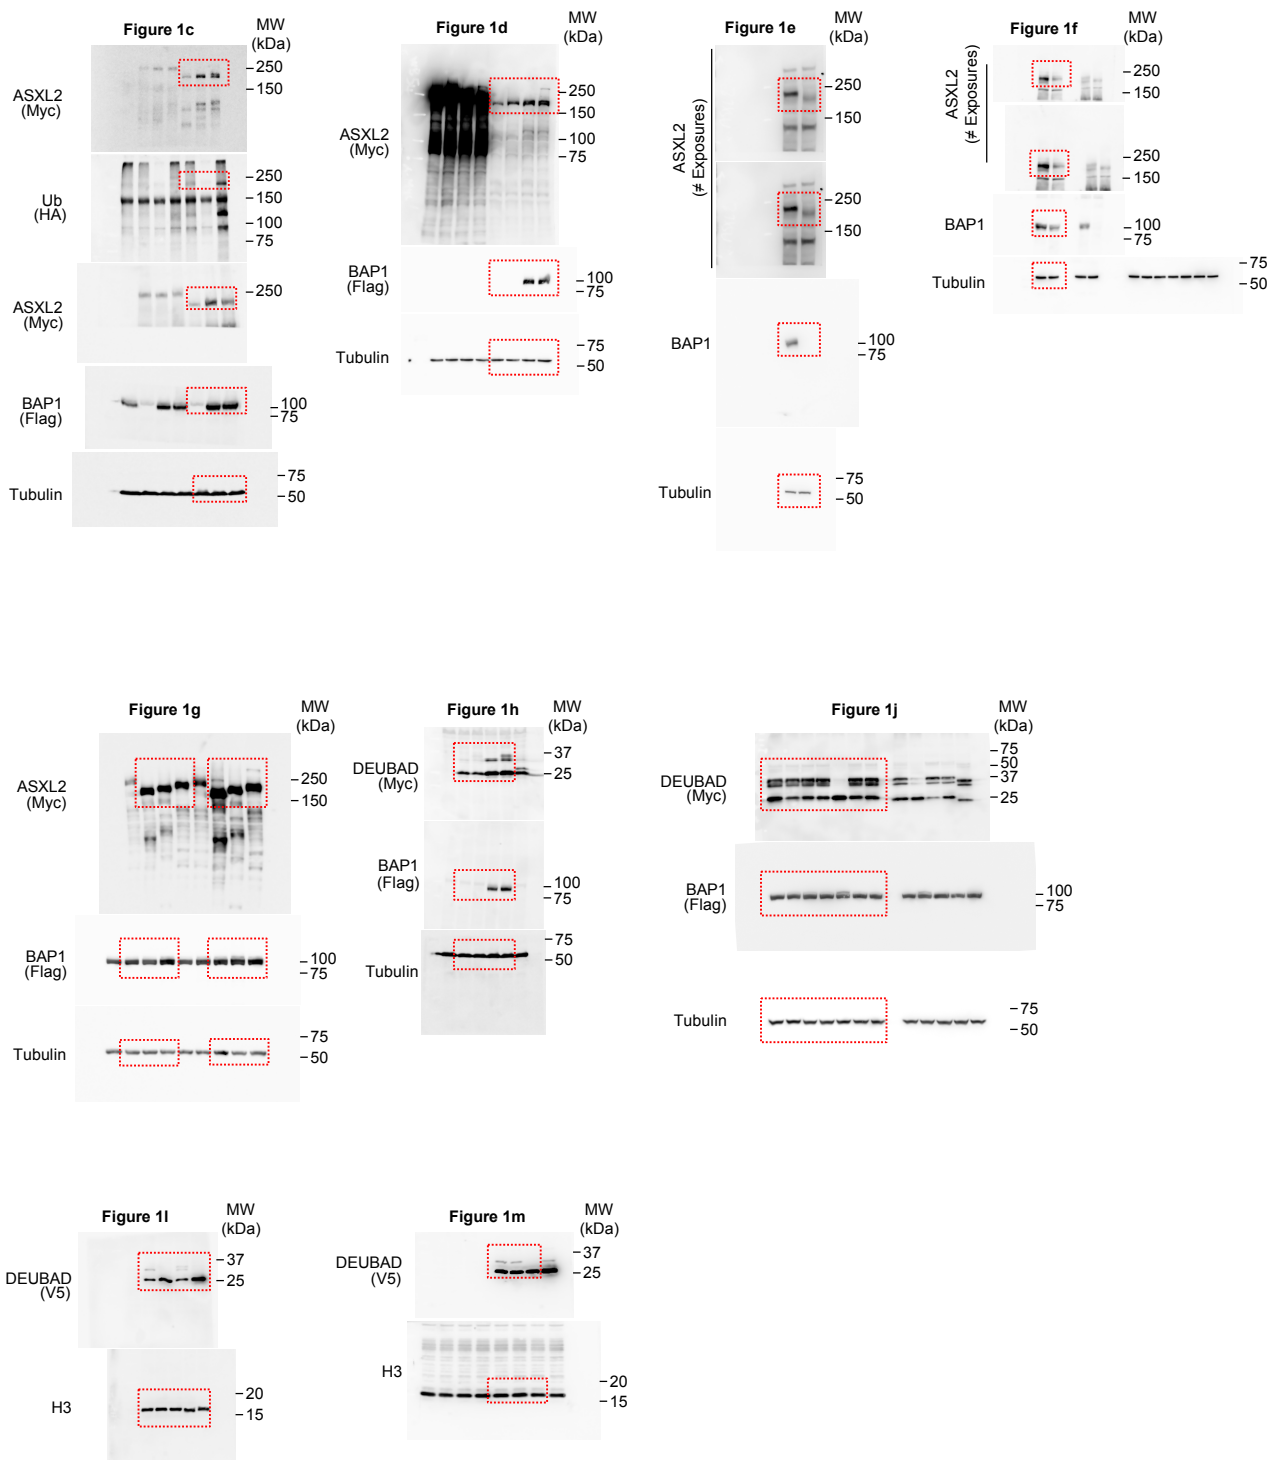 Figure 1c
MW
(kDa)
ASXL2
(Myc)
250
150
Ub
(HA)
250
150
100
75
ASXL2
(Myc)
250
BAP1
(Flag)
100
75
Tubulin
75
50
Figure 1d
MW
(kDa)
ASXL2
(Myc)
250
150
100
75
BAP1
(Flag)
100
75
Tubulin
75
50
Figure 1e
MW
(kDa)
ASXL2
(≠ Exposures)
250
150
250
150
BAP1
100
75
Tubulin
75
50
Figure 1f
MW
(kDa)
ASXL2
(≠ Exposures)
250
150
250
150
BAP1
100
75
Tubulin
75
50
Figure 1g
MW
(kDa)
ASXL2
(Myc)
250
150
BAP1
(Flag)
100
75
Tubulin
75
50
Figure 1h
MW
(kDa)
DEUBAD
(Myc)
37
25
BAP1
(Flag)
100
75
Tubulin
75
50
Figure 1j
MW
(kDa)
DEUBAD
(Myc)
75
50
37
25
BAP1
(Flag)
100
75
Tubulin
75
50
Figure 1l
MW
(kDa)
DEUBAD
(V5)
37
25
H3
20
15
Figure 1m
MW
(kDa)
DEUBAD
(V5)
37
25
H3
20
15